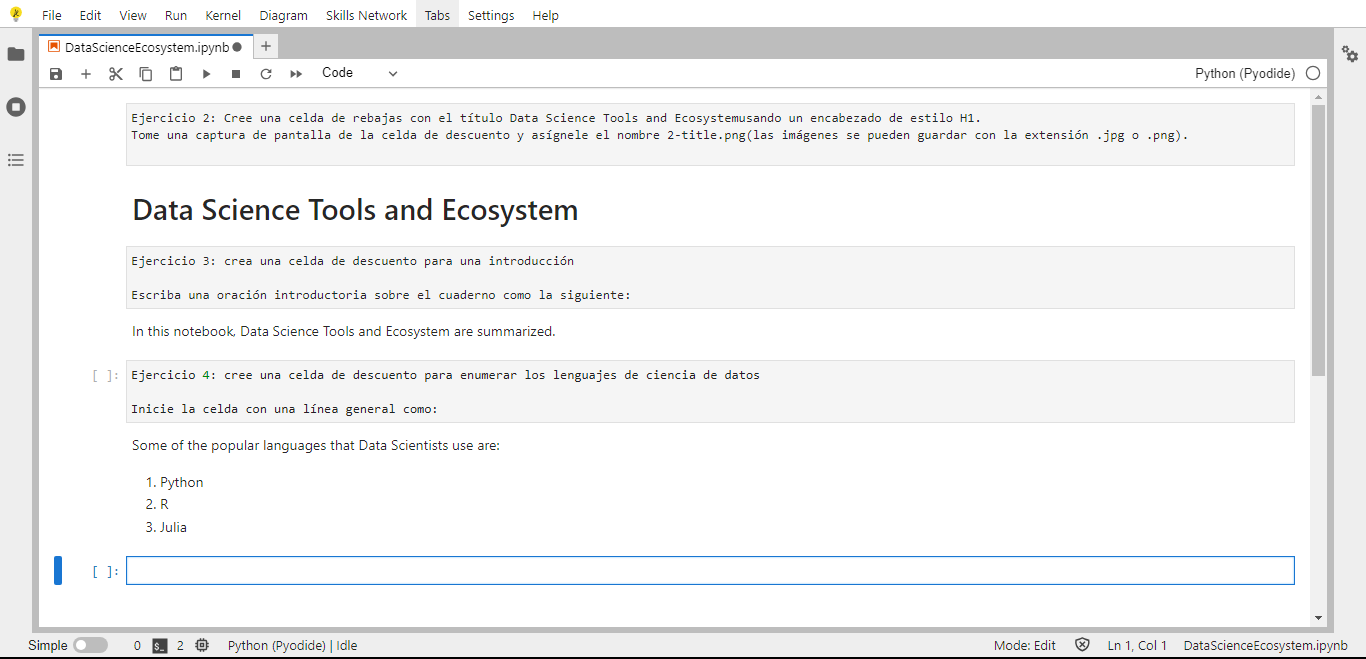 File Edit View Run Kernel Diagram Skills Network Tabs Settings Help
DataScienceEcosystem.ipynb
Code
Python (Pyodide)
Ejercicio 2: Cree una celda de rebajas con el título Data Science Tools and Ecosystemusando un encabezado de estilo H1.
Tome una captura de pantalla de la celda de descuento y asígnele el nombre 2-title.png(las imágenes se pueden guardar con la extensión .jpg o .png).
Data Science Tools and Ecosystem
Ejercicio 3: crea una celda de descuento para una introducción
Escriba una oración introductoria sobre el cuaderno como la siguiente:
In this notebook, Data Science Tools and Ecosystem are summarized.
[ ]: Ejercicio 4: cree una celda de descuento para enumerar los lenguajes de ciencia de datos
Inicie la celda con una línea general como:
Some of the popular languages that Data Scientists use are:
1. Python
2. R
3. Julia
[ ]:
Simple 0 $_ 2 Python (Pyodide) | Idle Mode: Edit Ln 1, Col 1 DataScienceEcosystem.ipynb